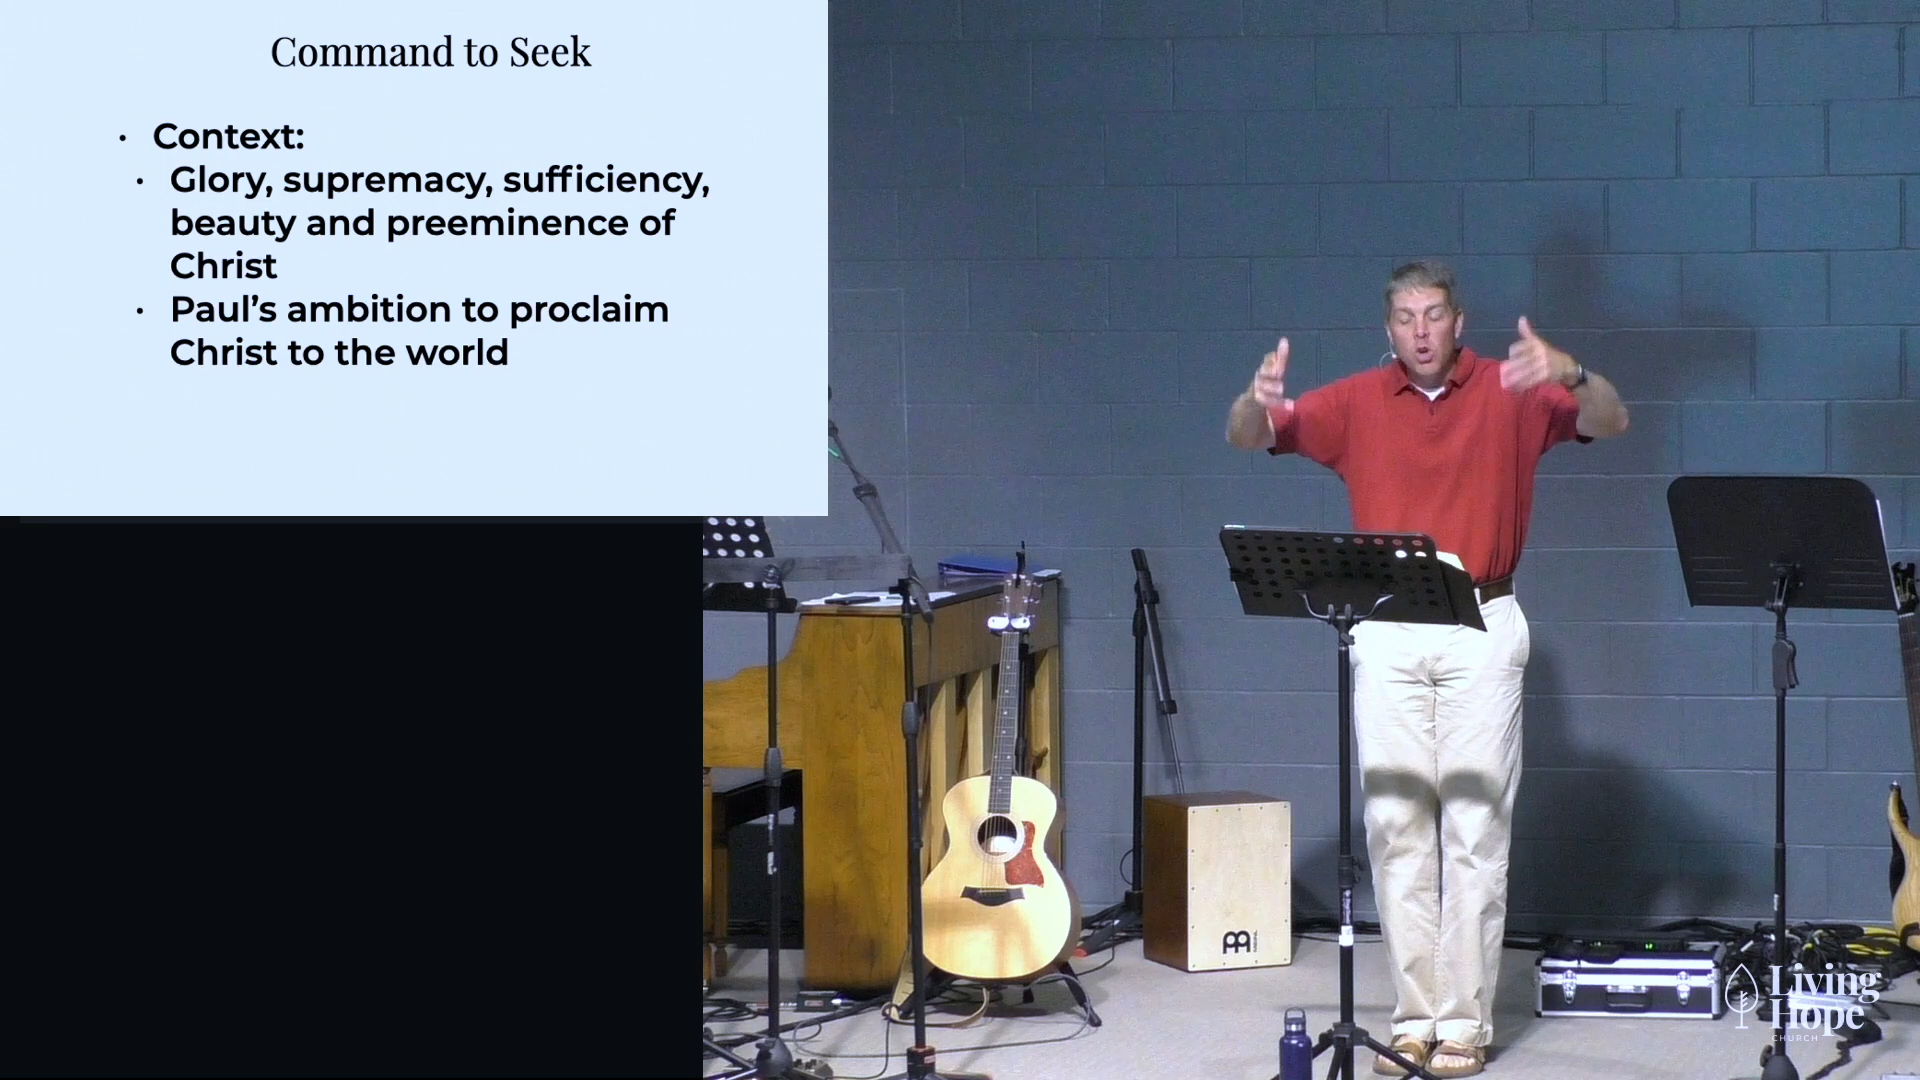 Command to Seek
• Context:
• Glory, supremacy, sufficiency,
beauty and preeminence of
Christ
• Paul’s ambition to proclaim
Christ to the world
Living
Hope
CHURCH